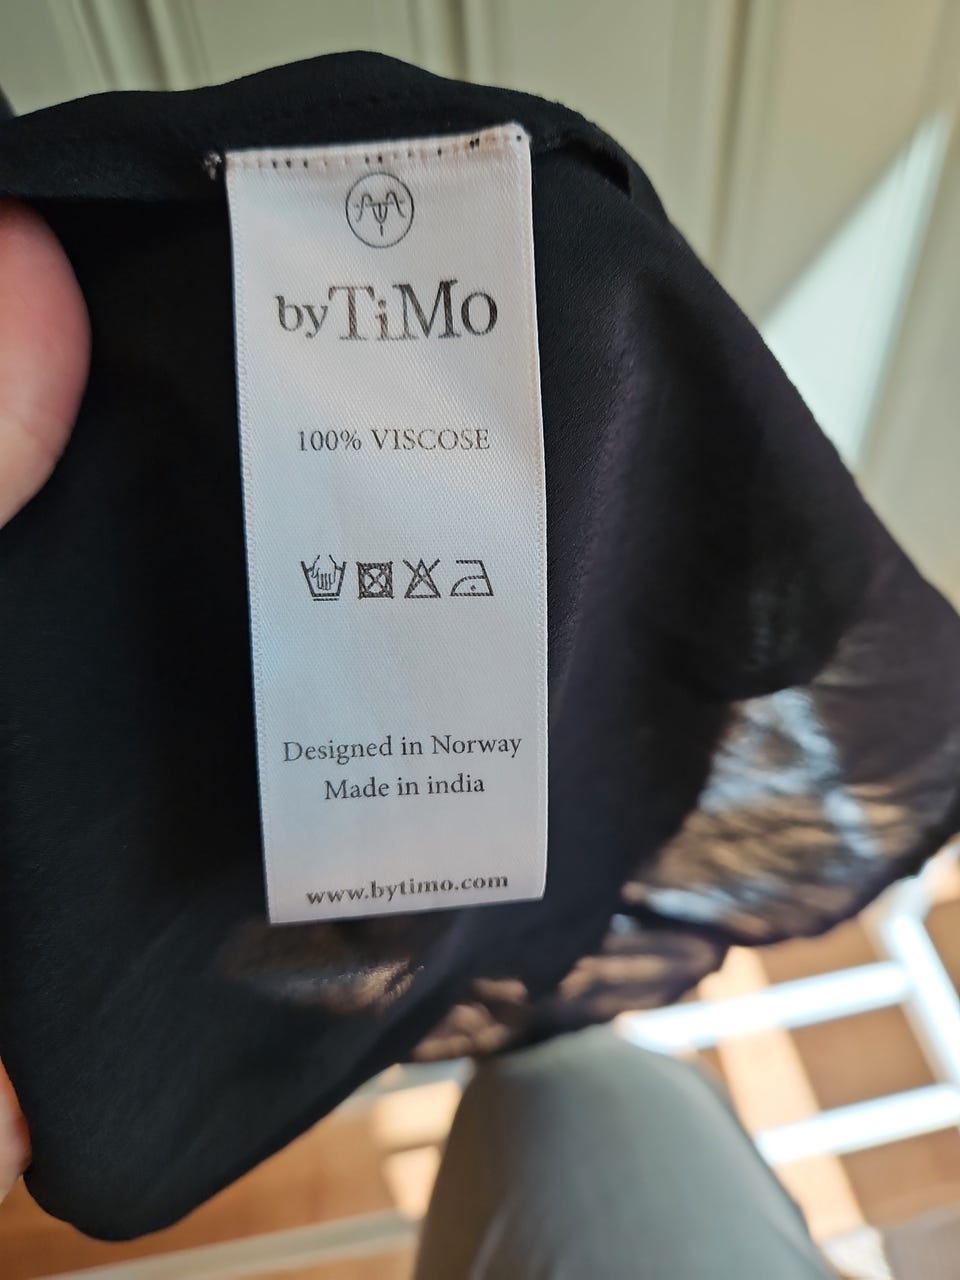 byTiMo
100% VISCOSE
Designed in Norway
Made in india
www.bytimo.com